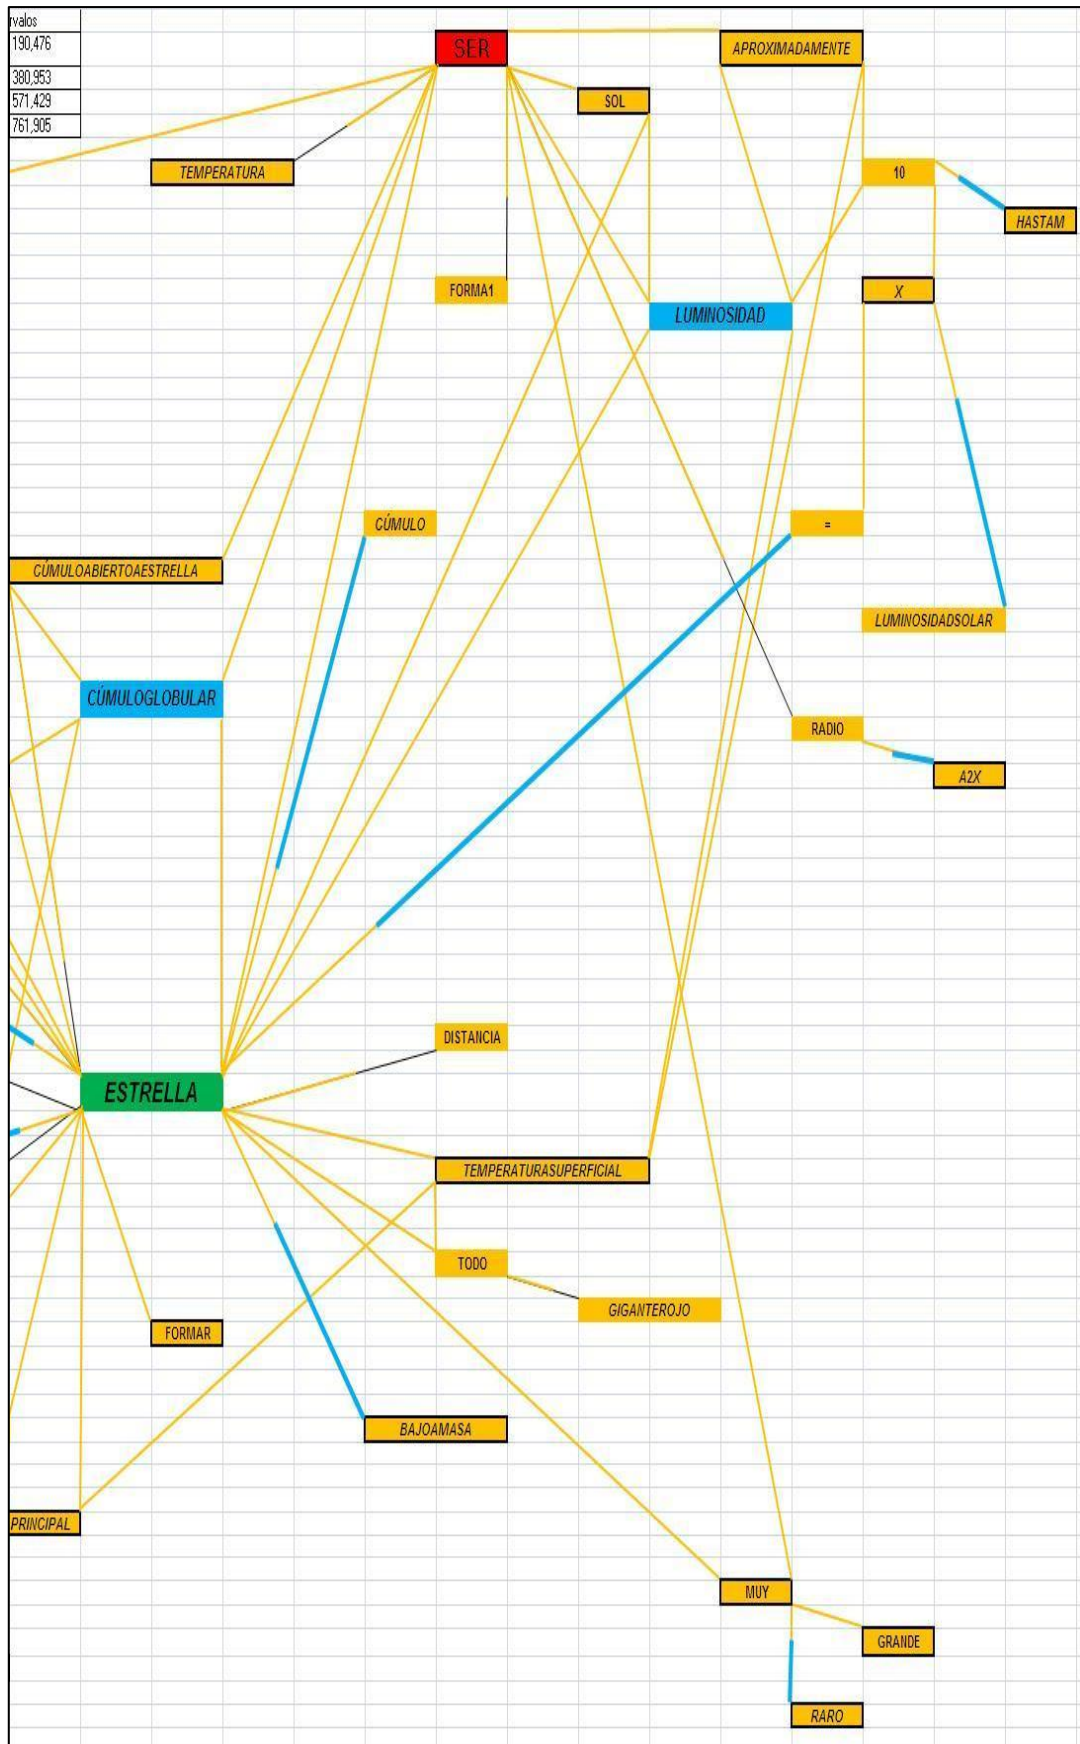 rvalos
190,476
380,953
571,429
761,905
SER
APROXIMADAMENTE
SOL
TEMPERATURA
10
HASTAM
FORMA1
X
LUMINOSIDAD
CÚMULO
=
CÚMULOABIERTOAESTRELLA
LUMINOSIDADSOLAR
CÚMULOGLOBULAR
RADIO
A2X
DISTANCIA
ESTRELLA
TEMPERATURASUPERFICIAL
TODO
GIGANTEROJO
FORMAR
BAJOAMASA
PRINCIPAL
MUY
GRANDE
RARO